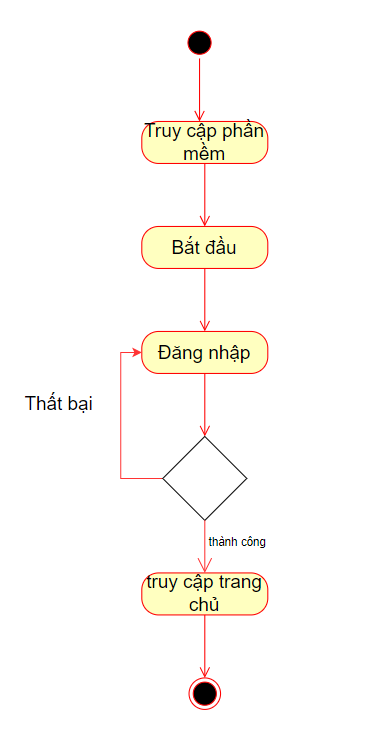 Truy cập phần
mềm
Bắt đầu
Đăng nhập
Thất bại
thành công
truy cập trang
chủ